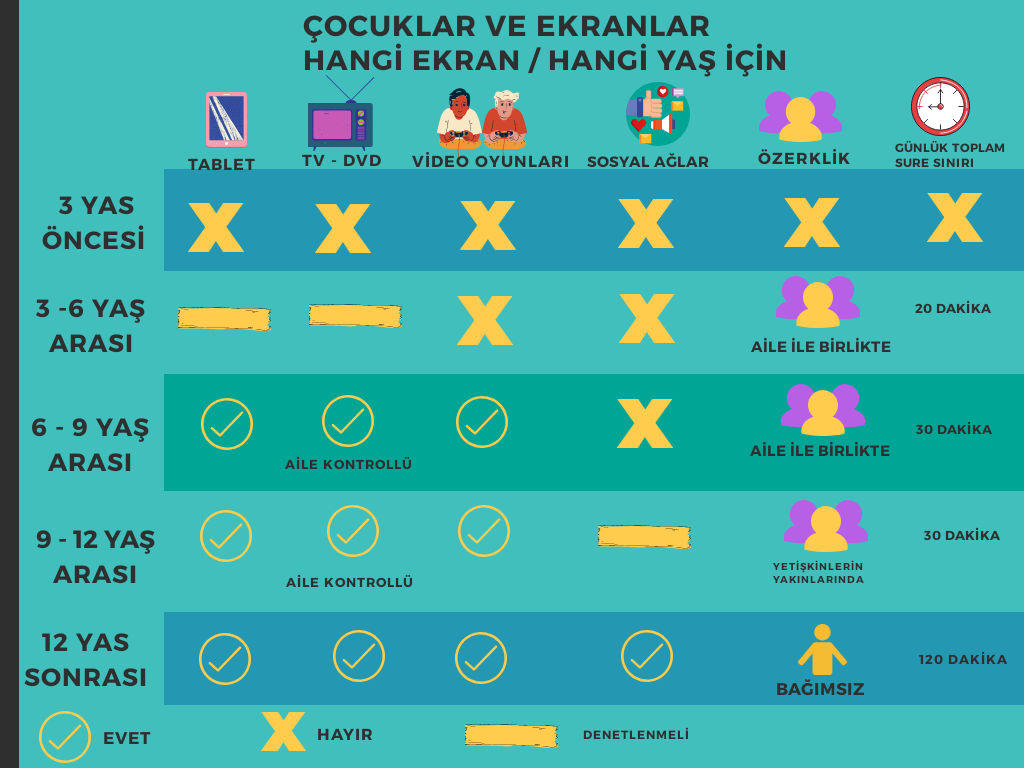 ÇOCUKLAR VE EKRANLAR
HANGİ EKRAN / HANGİ YAŞ İÇİN
TABLET
TV - DVD
VİDEO OYUNLARI
SOSYAL AĞLAR
ÖZERKLİK
GÜNLÜK TOPLAM
SURE SINIRI
3 YAS
ÖNCESİ
X X X X X X
3 -6 YAŞ
ARASI
X X
AİLE İLE BİRLİKTE
20 DAKİKA
6 - 9 YAŞ
ARASI
AİLE KONTROLLÜ
X
AİLE İLE BİRLİKTE
30 DAKİKA
9 - 12 YAŞ
ARASI
AİLE KONTROLLÜ
YETİŞKİNLERİN
YAKINLARINDA
30 DAKİKA
12 YAS
SONRASI
BAĞIMSIZ
120 DAKİKA
EVET
X HAYIR
DENETLENMELİ